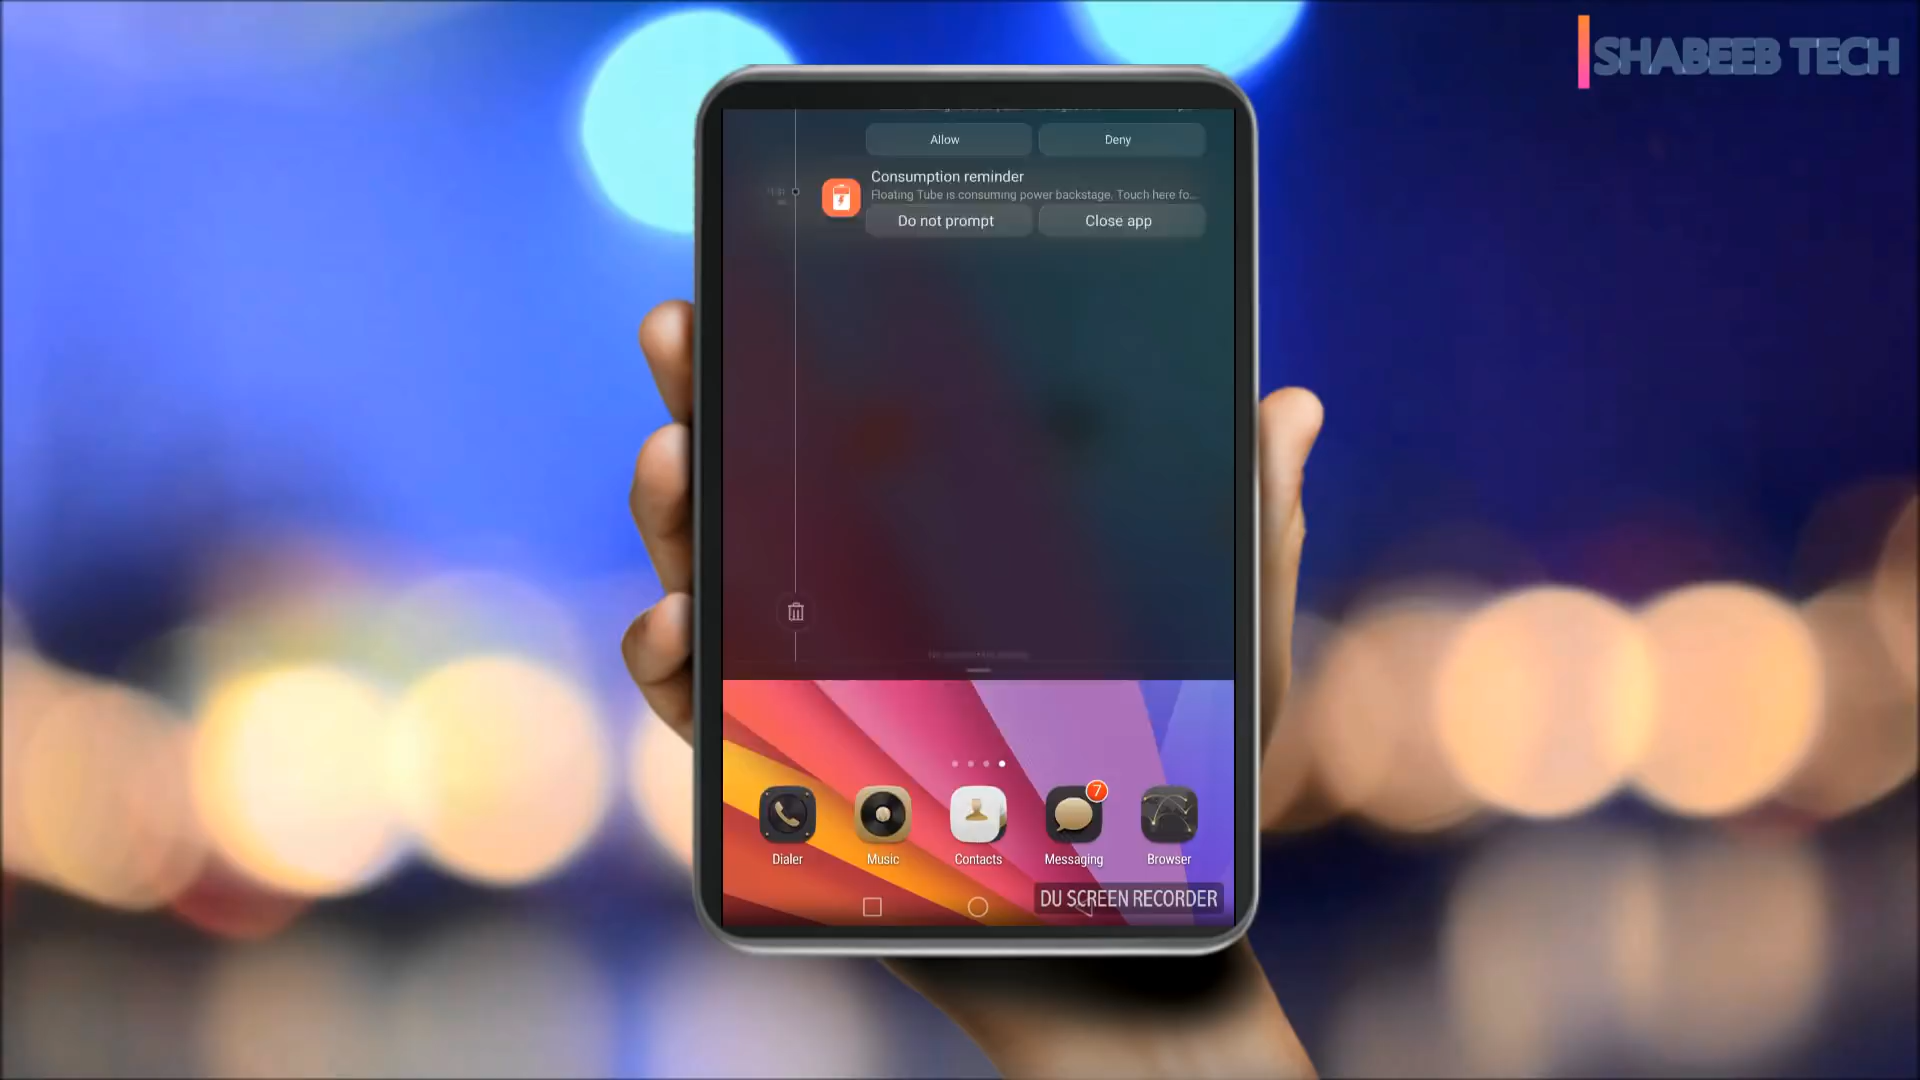 SHABEEB TECH
Allow
Deny
Consumption reminder
Floating Tube is consuming power backstage. Touch here fo...
Do not prompt
Close app
7
Dialer
Music
Contacts
Messaging
Browser
DU SCREEN RECORDER